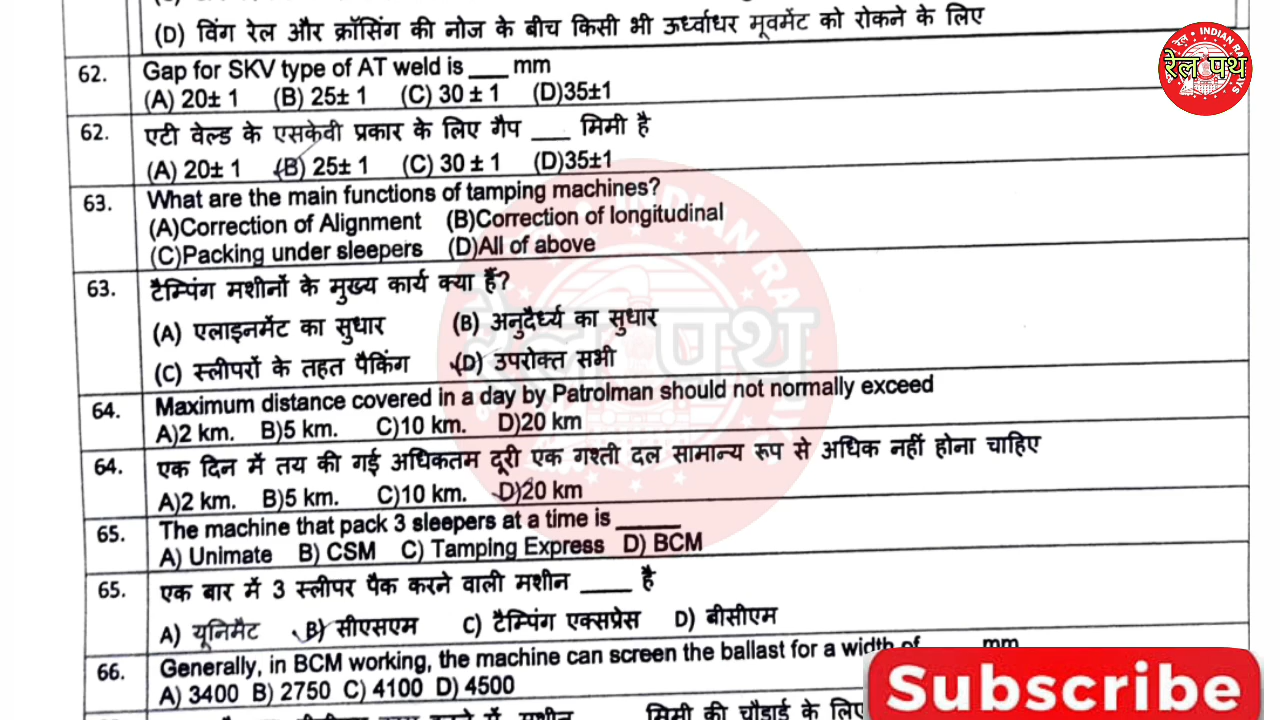 (D) विंग रेल और क्रॉसिंग की नोज के बीच किसी भी ऊर्ध्वाधर मूवमेंट को रोकने के लिए
INDIAN RAILWAYS
रेल पथ
62. Gap for SKV type of AT weld is ___ mm
(A) 20± 1 (B) 25± 1 (C) 30 ± 1 (D)35±1
62. एटी वेल्ड के एसकेवी प्रकार के लिए गैप ___ मिमी है
(A) 20± 1 (B) 25± 1 (C) 30 ± 1 (D)35±1
63. What are the main functions of tamping machines?
(A)Correction of Alignment (B)Correction of longitudinal
(C)Packing under sleepers (D)All of above
63. टैम्पिंग मशीनों के मुख्य कार्य क्या हैं?
(A) एलाइनमेंट का सुधार (B) अनुदैर्ध्य का सुधार
(C) स्लीपरों के तहत पैकिंग (D) उपरोक्त सभी
64. Maximum distance covered in a day by Patrolman should not normally exceed
A)2 km. B)5 km. C)10 km. D)20 km
64. एक दिन में तय की गई अधिकतम दूरी एक गश्ती दल सामान्य रूप से अधिक नहीं होना चाहिए
A)2 km. B)5 km. C)10 km. D)20 km
65. The machine that pack 3 sleepers at a time is _____
A) Unimate B) CSM C) Tamping Express D) BCM
65. एक बार में 3 स्लीपर पैक करने वाली मशीन ____ है
A) यूनिमैट B) सीएसएम C) टैम्पिंग एक्सप्रेस D) बीसीएम
66. Generally, in BCM working, the machine can screen the ballast for a width of ____ mm
A) 3400 B) 2750 C) 4100 D) 4500
मशीन ____ मिमी की चौड़ाई के लिए
Subscribe